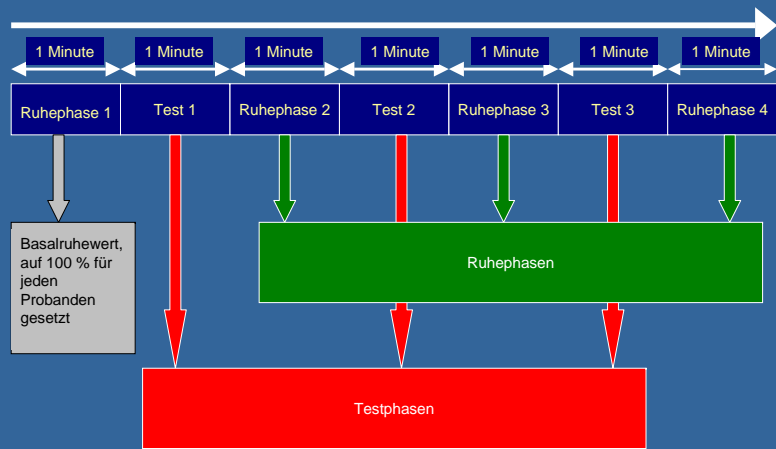 1 Minute 1 Minute 1 Minute 1 Minute 1 Minute 1 Minute 1 Minute
Ruhephase 1 Test 1 Ruhephase 2 Test 2 Ruhephase 3 Test 3 Ruhephase 4
Basalruhewert,
auf 100 % für
jeden
Probanden
gesetzt
Ruhephasen
Testphasen